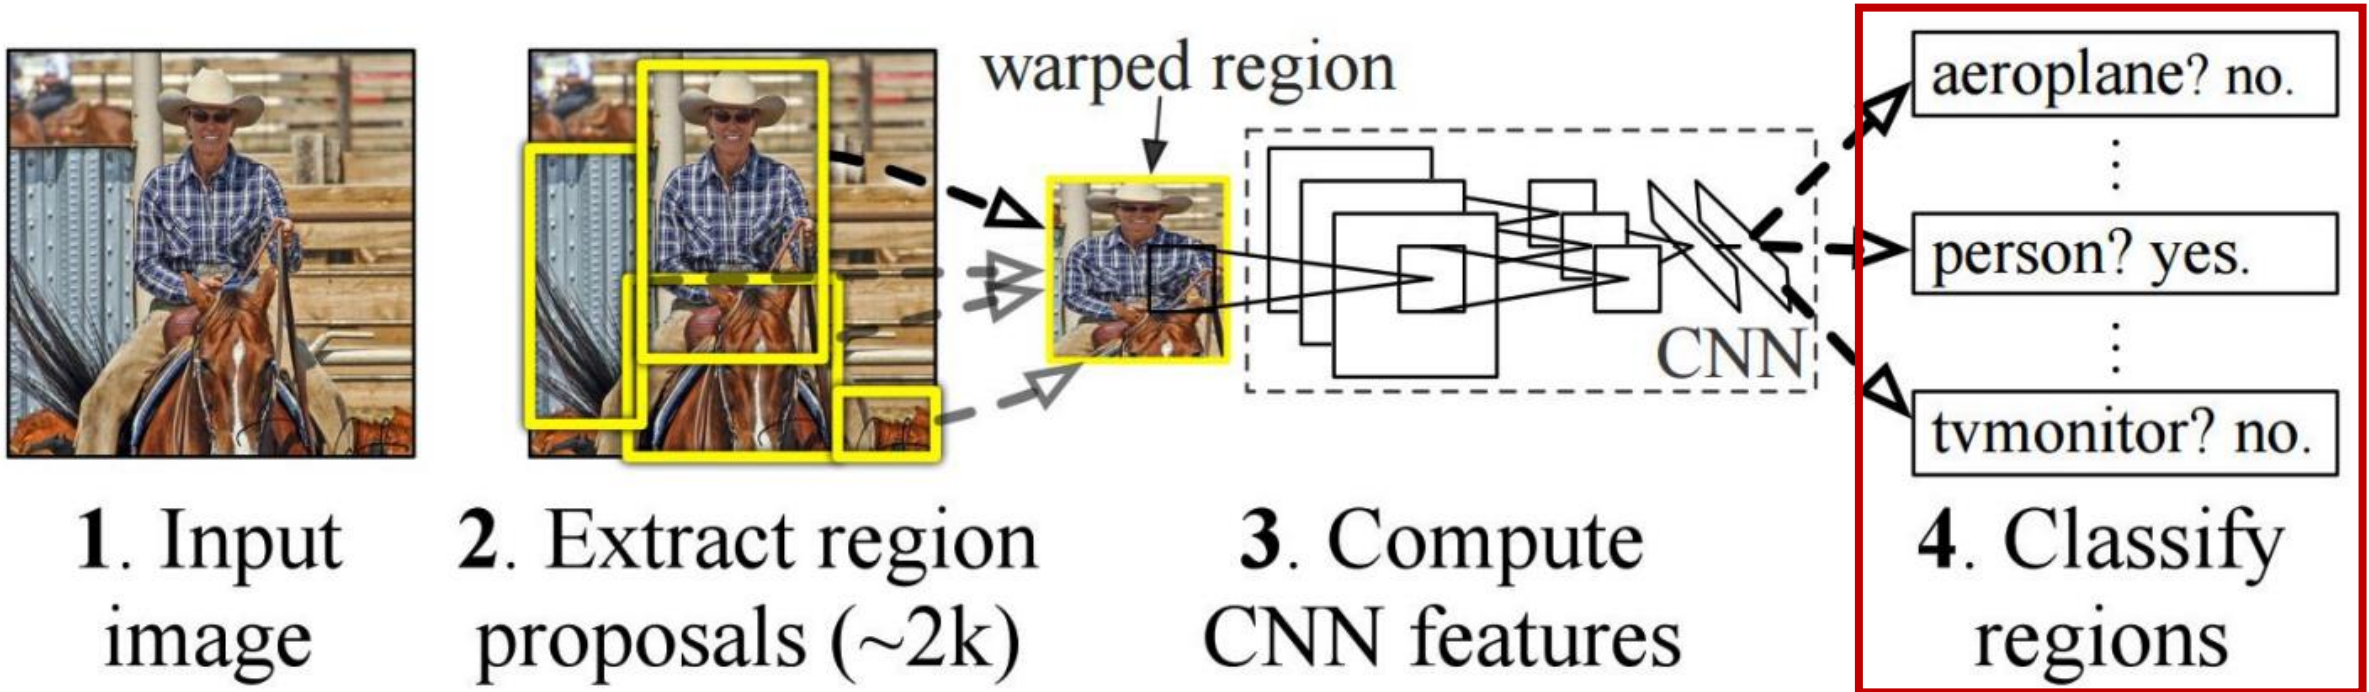 warped region
aeroplane? no.
person? yes.
CNN
tvmonitor? no.
1. Input
image
2. Extract region
proposals (~2k)
3. Compute
CNN features
4. Classify
regions